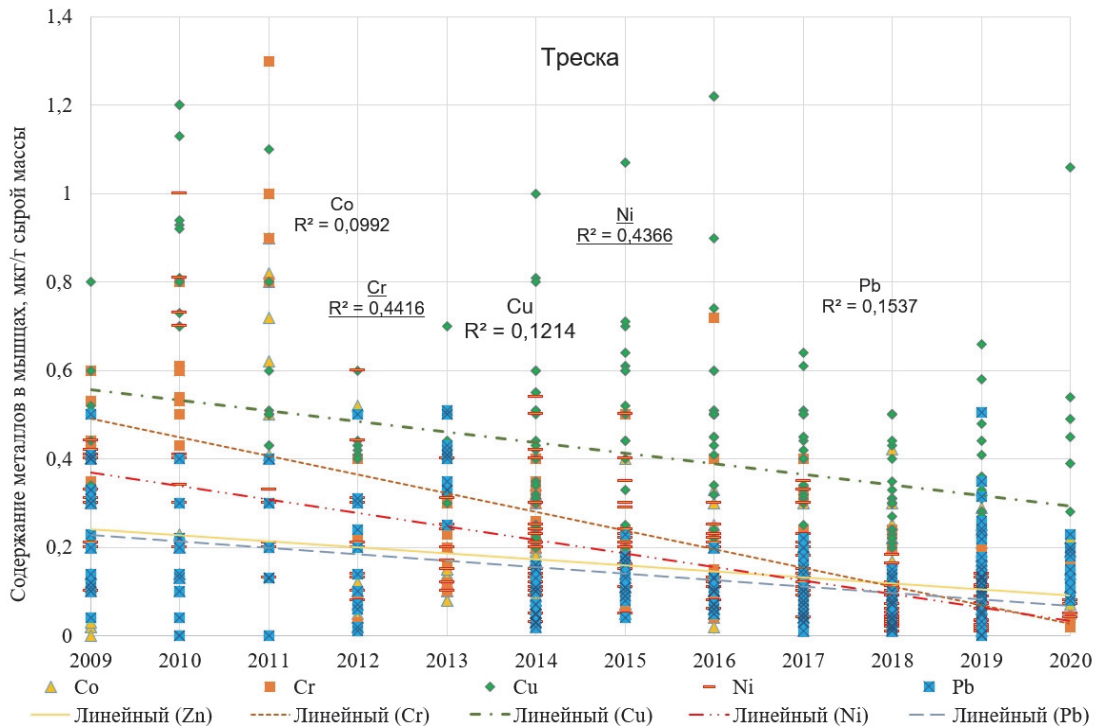 Содержание металлов в мышцах, мкг/г сырой массы
1,4
1,2
1
0,8
0,6
0,4
0,2
0
Треска
Co
R² = 0,0992
Cr
R² = 0,4416
Cu
R² = 0,1214
Ni
R² = 0,4366
Pb
R² = 0,1537
2009 2010 2011 2012 2013 2014 2015 2016 2017 2018 2019 2020
Co Cr Cu Ni Pb
Линейный (Zn) Линейный (Cr) Линейный (Cu) Линейный (Ni) Линейный (Pb)